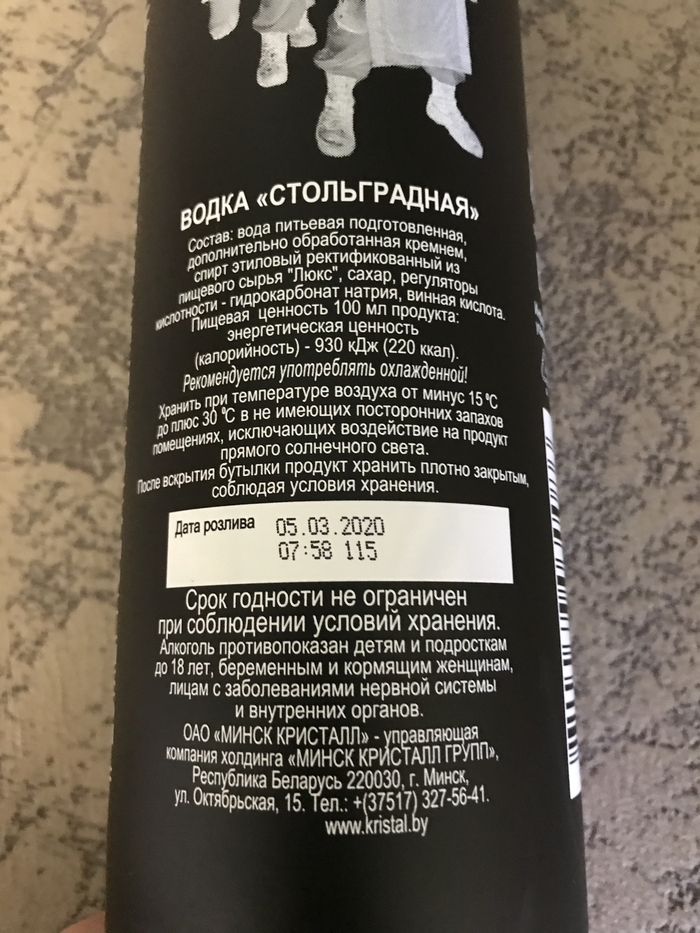 ВОДКА «СТОЛЬГРАДНАЯ»
Состав: вода питьевая подготовленная,
дополнительно обработанная кремнем,
спирт этиловый ректификованный из
пищевого сырья "Люкс", сахар, регуляторы
кислотности - гидрокарбонат натрия, винная кислота.
Пищевая ценность 100 мл продукта:
энергетическая ценность
(калорийность) - 930 кДж (220 ккал).
Рекомендуется употреблять охлажденной!
Хранить при температуре воздуха от минус 15 °С
до плюс 30 °С в не имеющих посторонних запахов
помещениях, исключающих воздействие на продукт
прямого солнечного света.
После вскрытия бутылки продукт хранить плотно закрытым,
соблюдая условия хранения.
Дата розлива 05.03.2020
07:58 115
Срок годности не ограничен
при соблюдении условий хранения.
Алкоголь противопоказан детям и подросткам
до 18 лет, беременным и кормящим женщинам,
лицам с заболеваниями нервной системы
и внутренних органов.
ОАО «МИНСК КРИСТАЛЛ» - управляющая
компания холдинга «МИНСК КРИСТАЛЛ ГРУПП»,
Республика Беларусь 220030, г. Минск,
ул. Октябрьская, 15. Тел.: +(37517) 327-56-41.
www.kristal.by